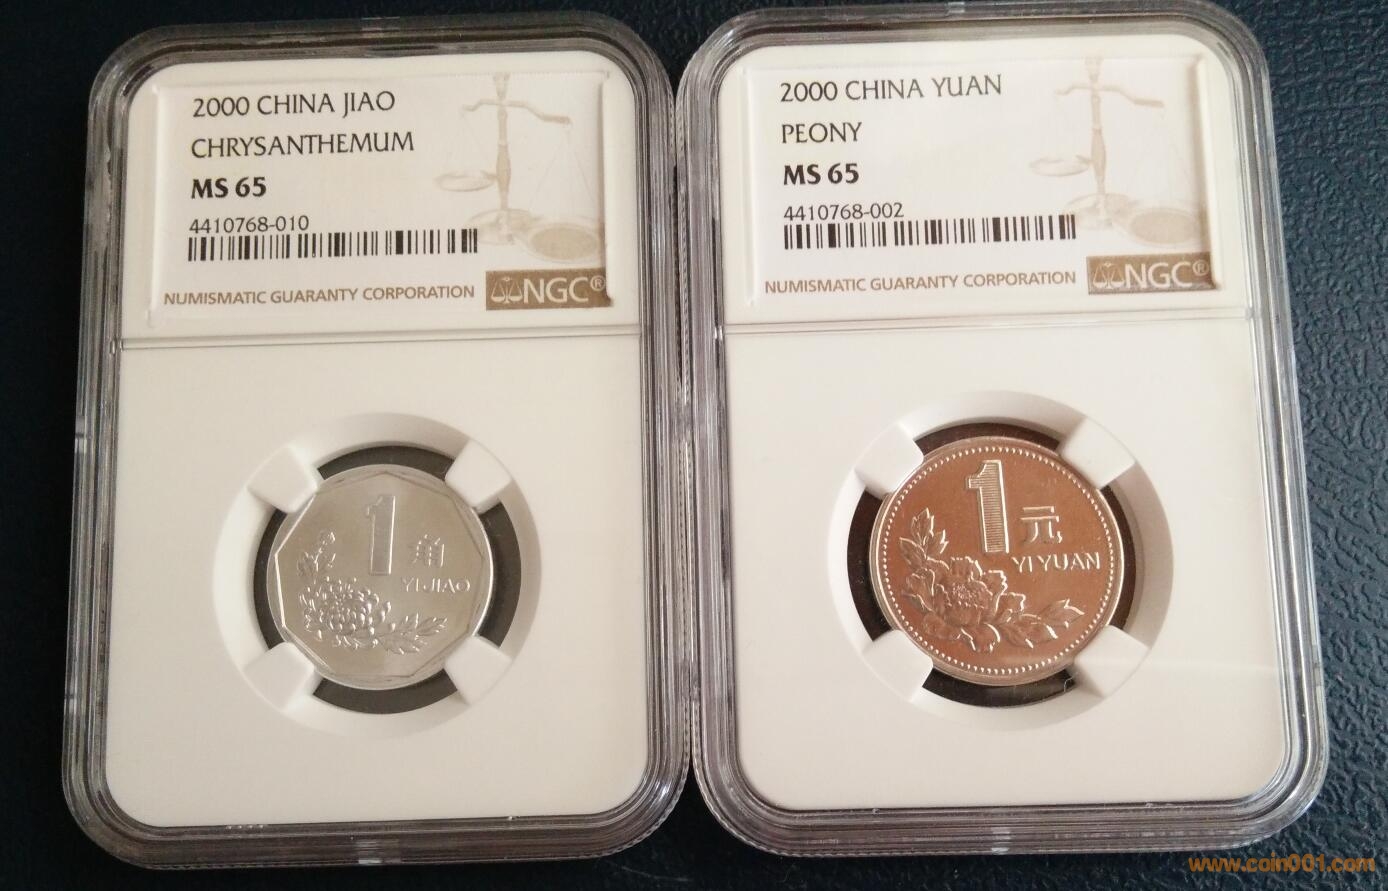 2000 CHINA JIAO
CHRYSANTHEMUM
MS 65
4410768-010
NUMISMATIC GUARANTY CORPORATION
NGC®
1
角
YI JIAO
2000 CHINA YUAN
PEONY
MS 65
4410768-002
NUMISMATIC GUARANTY CORPORATION
NGC®
1
元
YI YUAN
www.coin001.com